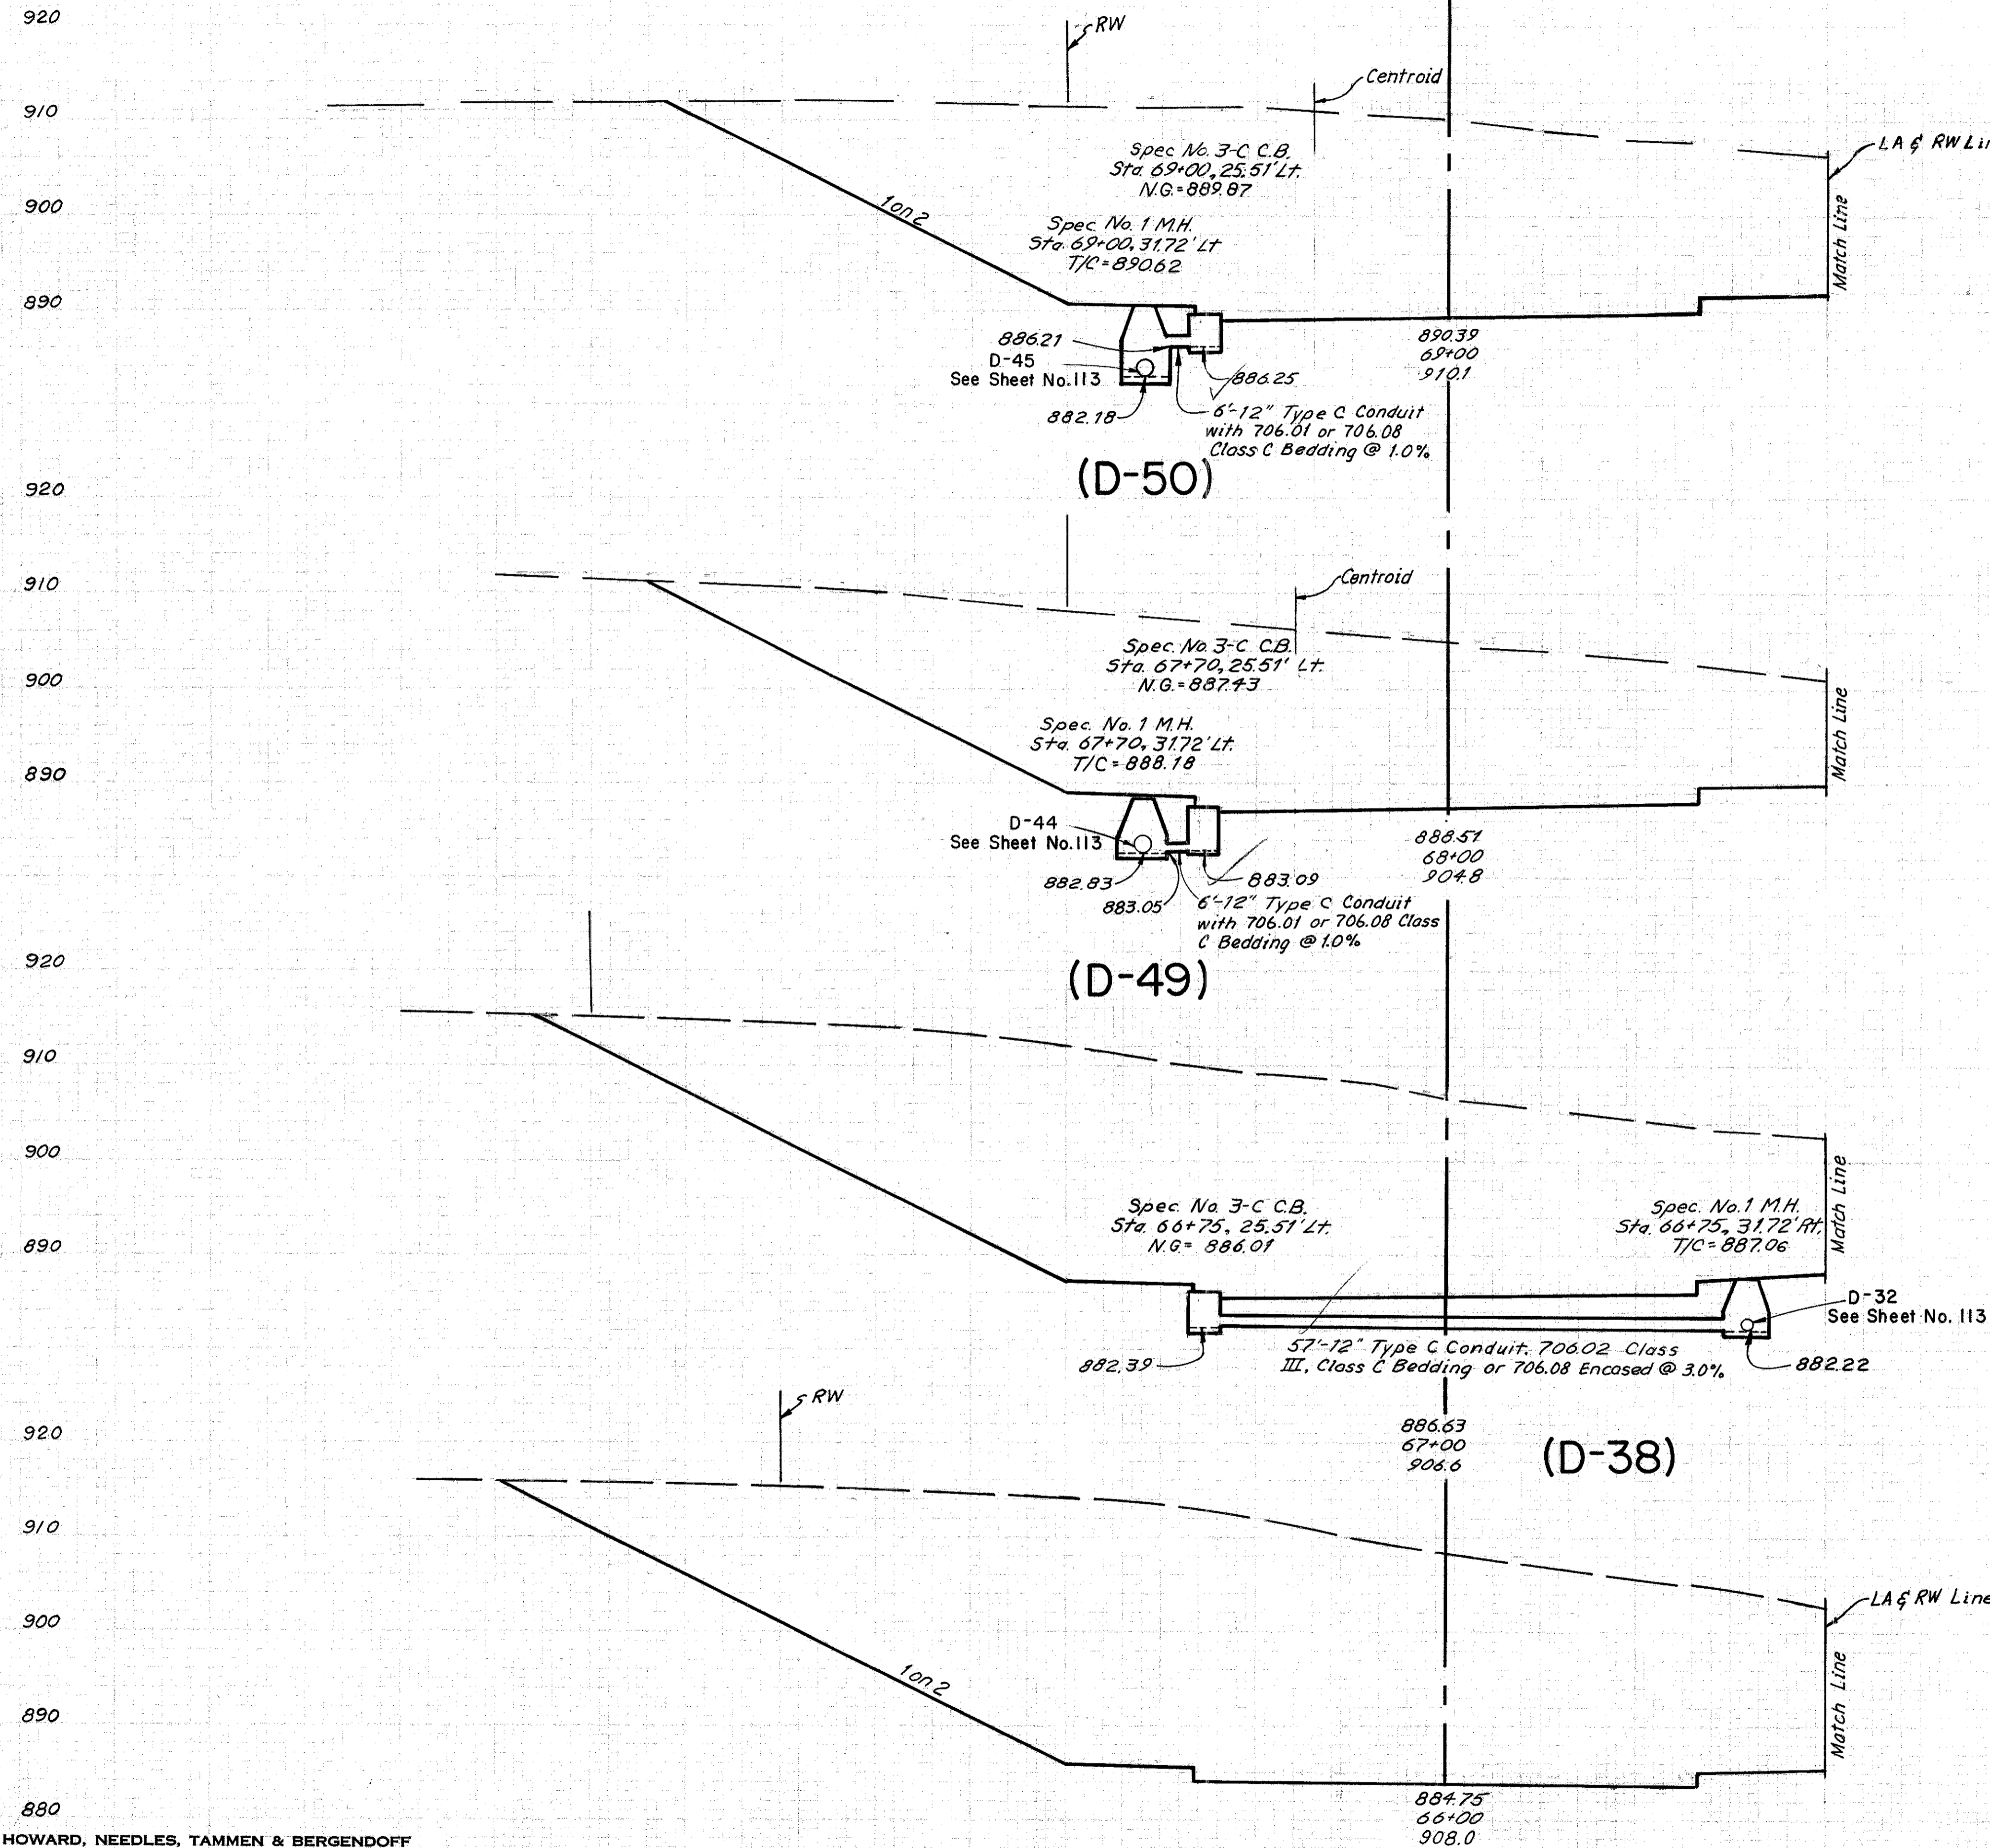 920
RW
Centroid
910
LA & RW Li
Spec No. 3-C C.B.
Sta. 69+00, 25.51' Lt.
N.G.=889.87
900
1 on 2
Match Line
Spec. No. 1 M.H.
Sta. 69+00, 31.72' Lt
T/C=890.62
890
886.21
D-45
See Sheet No. 113
882.18
886.25
890.39
69+00
910.1
6'-12" Type C Conduit
with 706.01 or 706.08
Class C Bedding @ 1.0%
(D-50)
920
910
Centroid
Spec. No. 3-C C.B.
Sta. 67+70, 25.51' Lt.
N.G.=887.43
900
Match Line
Spec. No. 1 M.H.
Sta. 67+70, 31.72' Lt.
T/C=888.18
890
D-44
See Sheet No. 113
882.83
883.05
883.09
888.51
68+00
904.8
6'-12" Type C Conduit
with 706.01 or 706.08 Class
C Bedding @ 1.0%
(D-49)
920
910
900
Match Line
Spec. No. 3-C C.B.
Sta. 66+75, 25.51' Lt.
N.G.= 886.01
Spec. No. 1 M.H.
Sta. 66+75, 31.72' Rt.
T/C=887.06
890
D-32
See Sheet No. 113
882.39
57'-12" Type C Conduit, 706.02 Class
III, Class C Bedding or 706.08 Encased @ 3.0%
882.22
RW
886.63
67+00
906.6
(D-38)
920
910
LA & RW Line
900
1 on 2
Match Line
890
884.75
66+00
908.0
880
HOWARD, NEEDLES, TAMMEN & BERGENDOFF